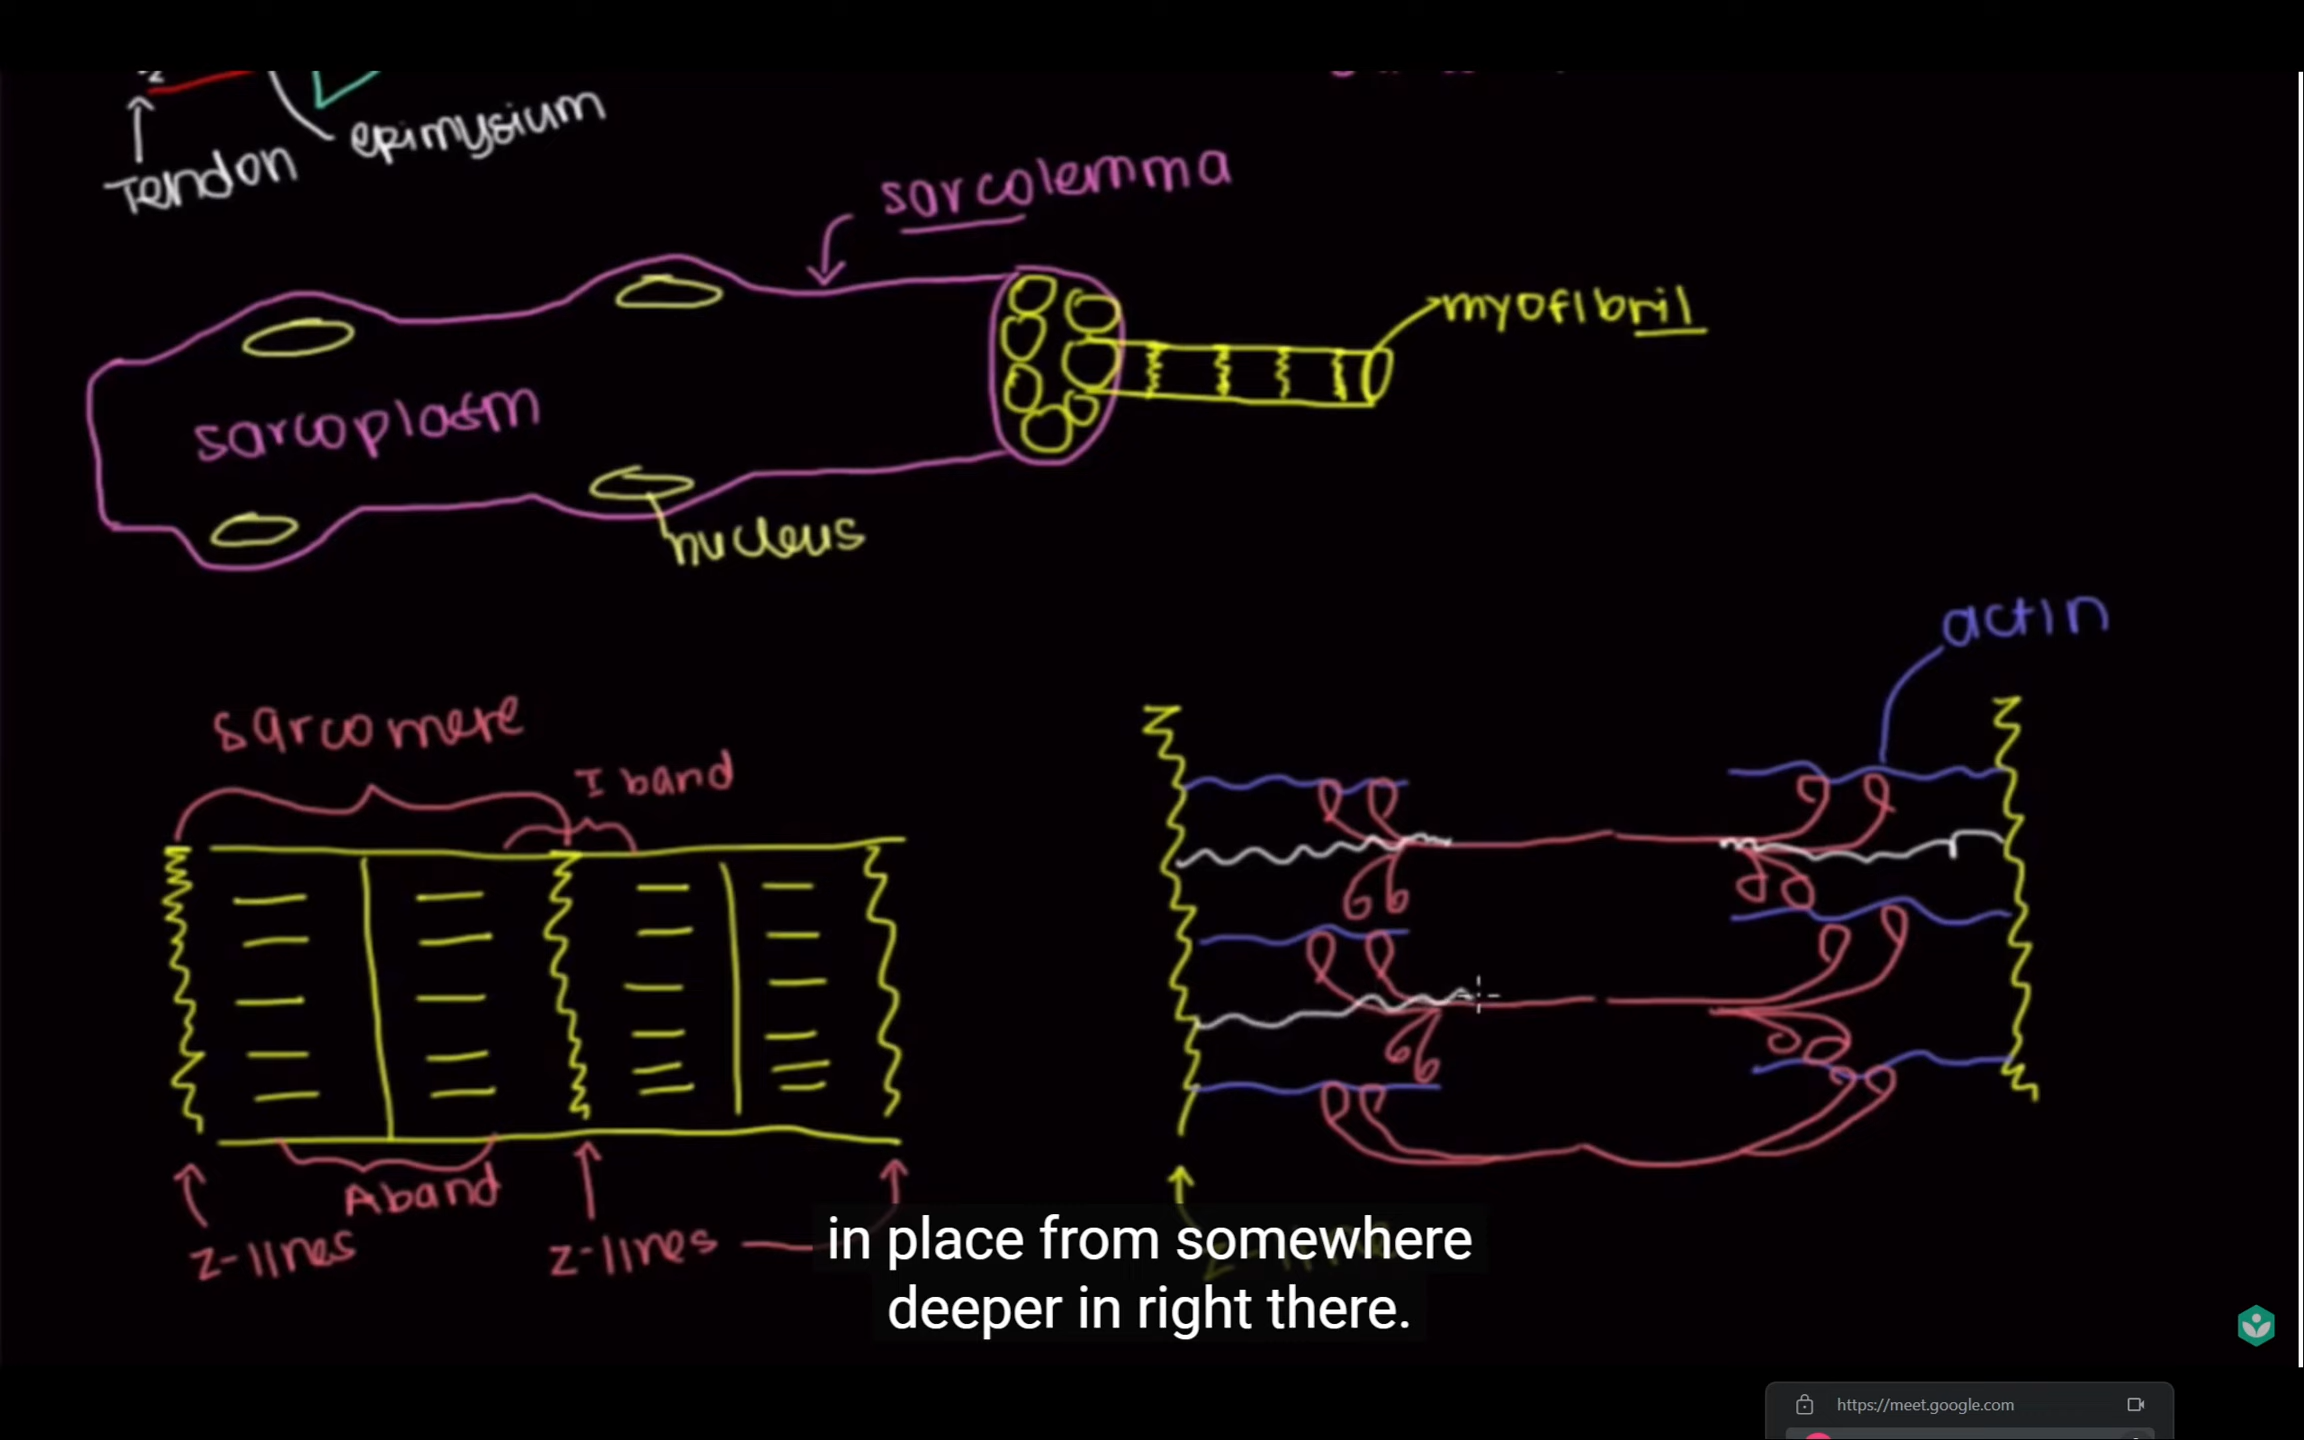 Tendon
epimysium
sarcolemma
myofibril
sarcoplasm
nucleus
actin
sarcomere
I band
Z
Z
A band
z-lines
z-lines
in place from somewhere
deeper in right there.
https://meet.google.com